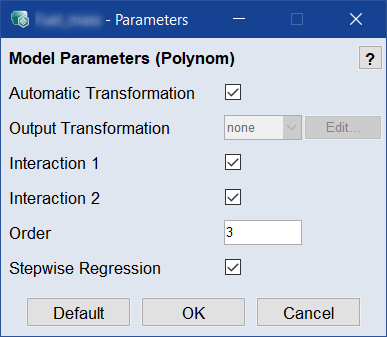 - Parameters
Model Parameters (Polynom) ?
Automatic Transformation
Output Transformation none Edit...
Interaction 1
Interaction 2
Order 3
Stepwise Regression
Default OK Cancel